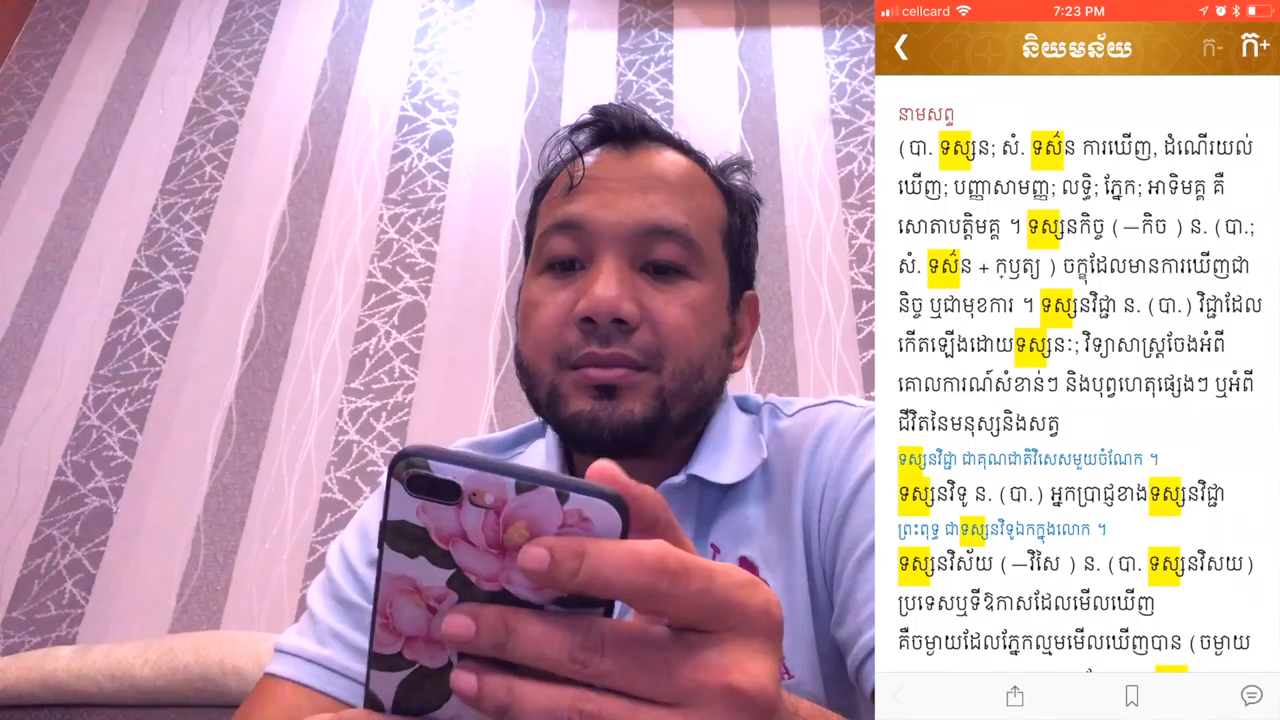 cellcard 7:23 PM
និយមន័យ ក- ក+
នាមសព្ទ
(បា. ទស្សន; សំ. ទស៌ន ការឃើញ, ដំណើរយល់
ឃើញ; បញ្ញាសាមញ្ញ; លទ្ធិ; ភ្នែក; អាទិមគ្គ គឺ
សោតាបត្តិមគ្គ ។ ទស្សនកិច្ច (—កិច ) ន. (បា.;
សំ. ទស៌ន + ក្ឫត្យ ) ចក្ខុដែលមានការឃើញជា
និច្ច ឬជាមុខការ ។ ទស្សនវិជ្ជា ន. (បា.) វិជ្ជាដែល
កើតឡើងដោយទស្សនៈ; វិទ្យាសាស្ត្រចែងអំពី
គោលការណ៍សំខាន់ៗ និងបុព្វហេតុផ្សេងៗ ឬអំពី
ជីវិតនៃមនុស្សនិងសត្វ
ទស្សនវិជ្ជា ជាគុណជាតិវិសេសមួយចំណែក ។
ទស្សនវិទូ ន. (បា.) អ្នកប្រាជ្ញខាងទស្សនវិជ្ជា
ព្រះពុទ្ធ ជាទស្សនវិទូឯកក្នុងលោក ។
ទស្សនវិស័យ (—វិសៃ ) ន. (បា. ទស្សនវិសយ)
ប្រទេសឬទីឱកាសដែលមើលឃើញ
គឺចម្ងាយដែលភ្នែកល្មមមើលឃើញបាន (ចម្ងាយ